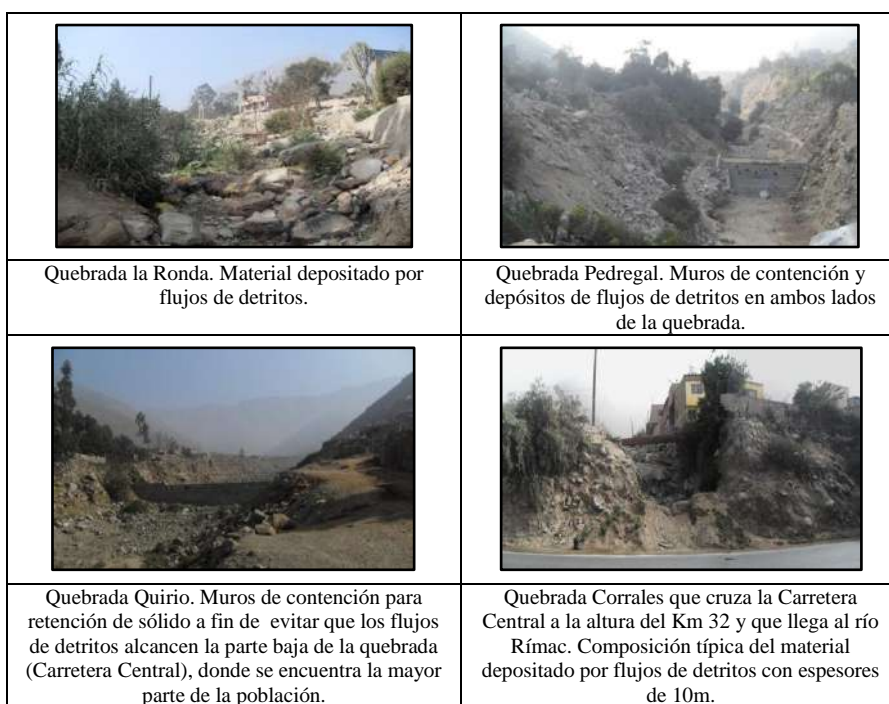 Quebrada la Ronda. Material depositado por
flujos de detritos.
Quebrada Pedregal. Muros de contención y
depósitos de flujos de detritos en ambos lados
de la quebrada.
Quebrada Quirio. Muros de contención para
retención de sólido a fin de evitar que los flujos
de detritos alcancen la parte baja de la quebrada
(Carretera Central), donde se encuentra la mayor
parte de la población.
Quebrada Corrales que cruza la Carretera
Central a la altura del Km 32 y que llega al río
Rímac. Composición típica del material
depositado por flujos de detritos con espesores
de 10m.